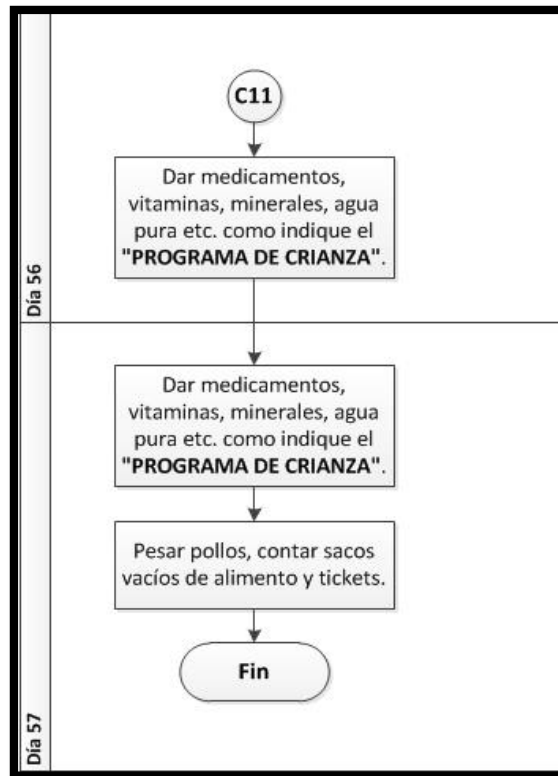 C11
Dar medicamentos,
vitaminas, minerales, agua
pura etc. como indique el
"PROGRAMA DE CRIANZA".
Día 56
Dar medicamentos,
vitaminas, minerales, agua
pura etc. como indique el
"PROGRAMA DE CRIANZA".
Pesar pollos, contar sacos
vacíos de alimento y tickets.
Fin
Día 57